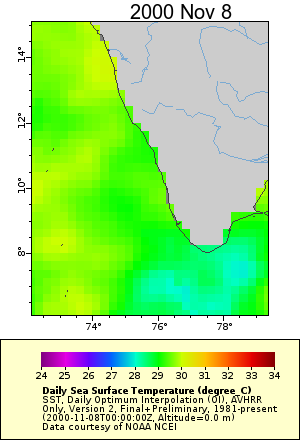 2000 Nov 8
14°
12°
10°
8°
74°
76°
78°
24 25 26 27 28 29 30 31 32 33 34
Daily Sea Surface Temperature (degree_C)
SST, Daily Optimum Interpolation (OI), AVHRR
Only, Version 2, Final+Preliminary, 1981-present
(2000-11-08T00:00:00Z, Altitude=0.0 m)
Data courtesy of NOAA NCEI